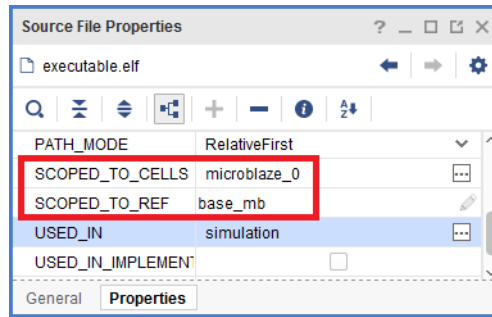 Source File Properties
executable.elf
PATH_MODE RelativeFirst
SCOPED_TO_CELLS microblaze_0
SCOPED_TO_REF base_mb
USED_IN simulation
USED_IN_IMPLEMENT
General Properties